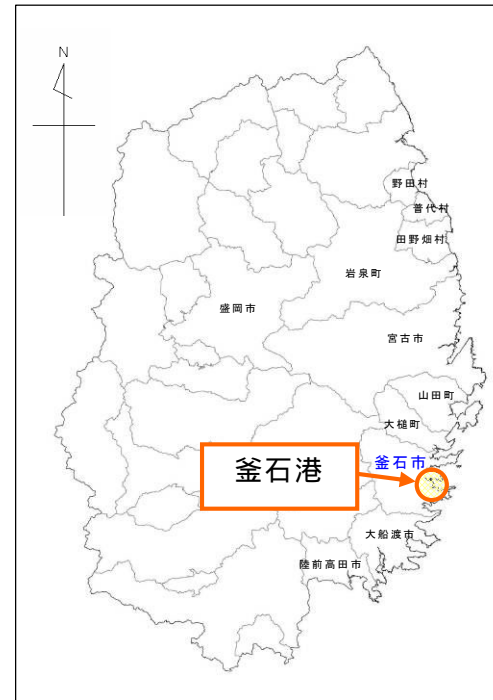 N
野田村
普代村
田野畑村
岩泉町
盛岡市
宮古市
山田町
大槌町
釜石市
釜石港
大船渡市
陸前高田市